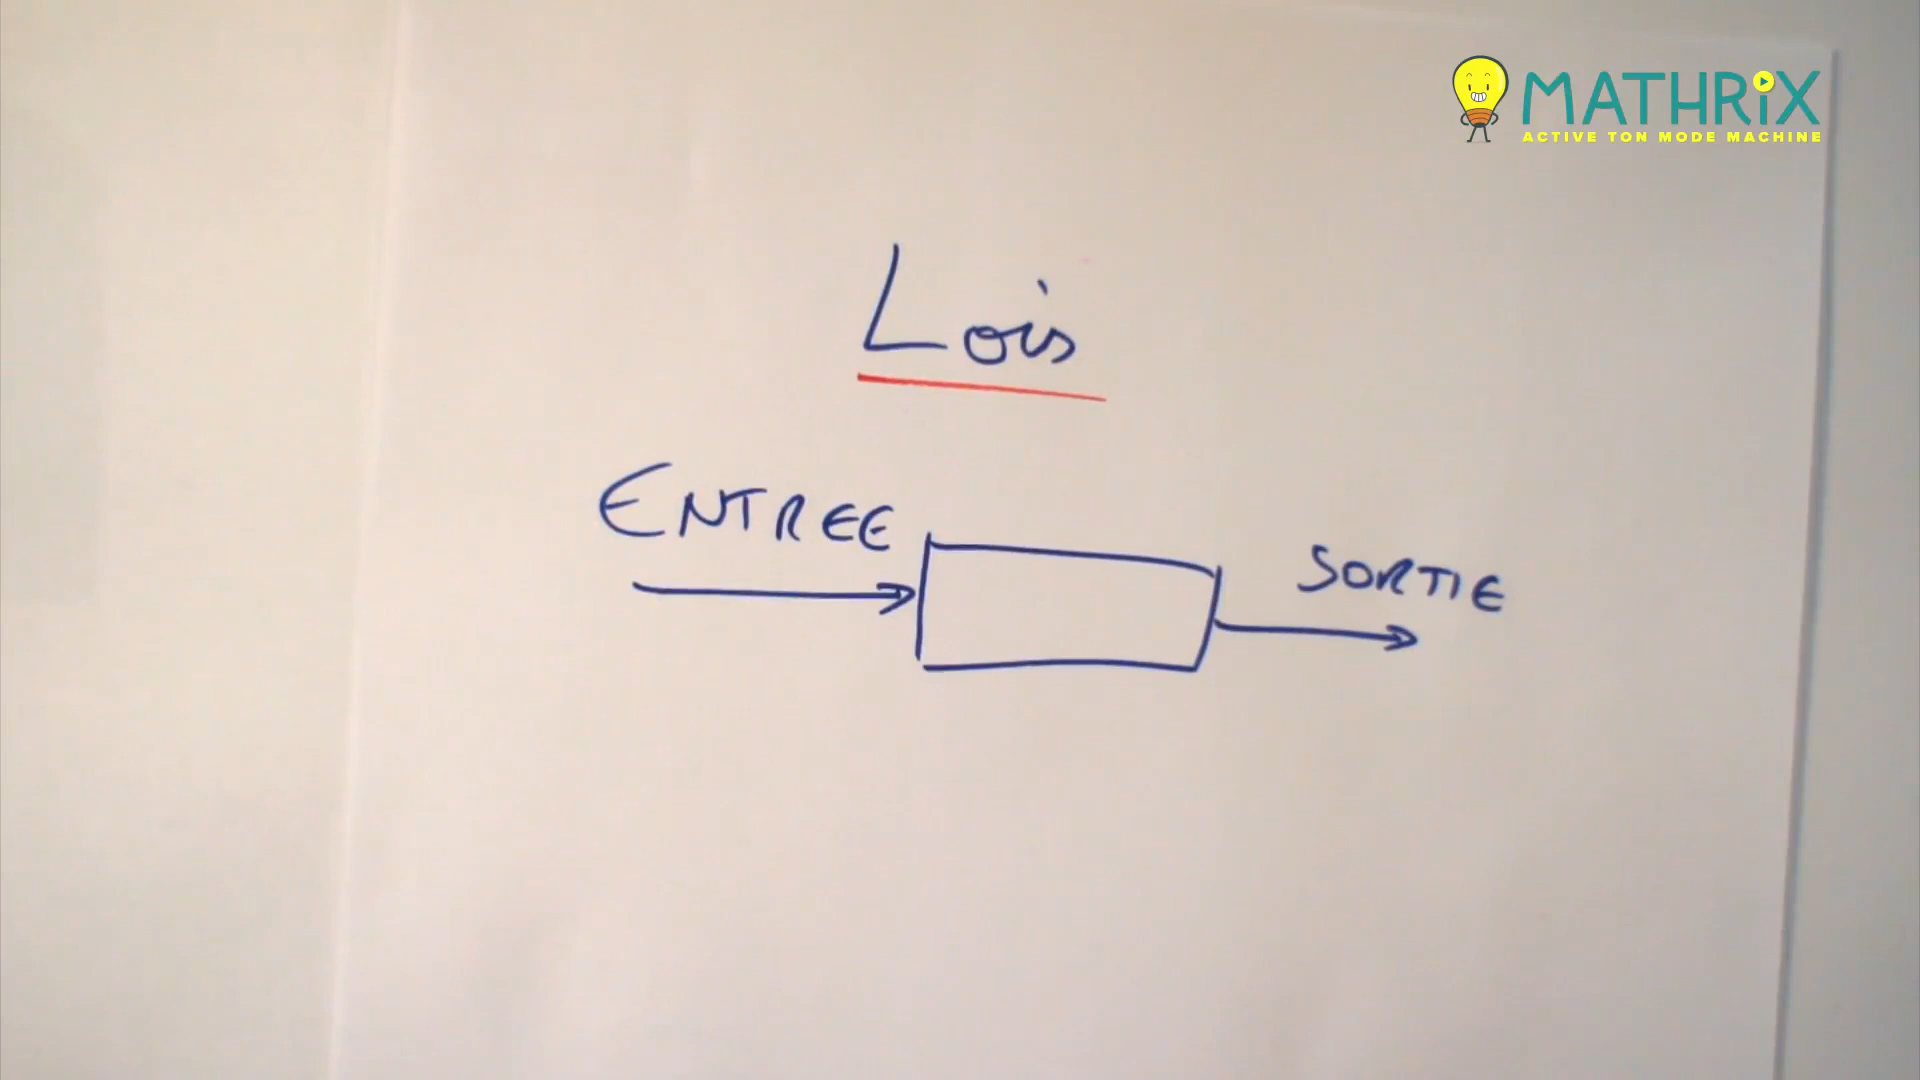 MATHRiX
ACTIVE TON MODE MACHINE
Lois
ENTREE
SORTIE